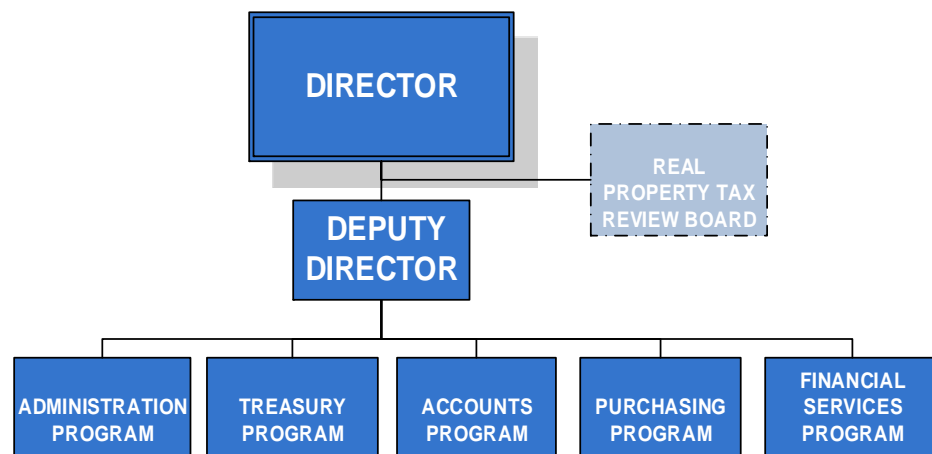 DIRECTOR
REAL
PROPERTY TAX
REVIEW BOARD
DEPUTY
DIRECTOR
ADMINISTRATION
PROGRAM
TREASURY
PROGRAM
ACCOUNTS
PROGRAM
PURCHASING
PROGRAM
FINANCIAL
SERVICES
PROGRAM